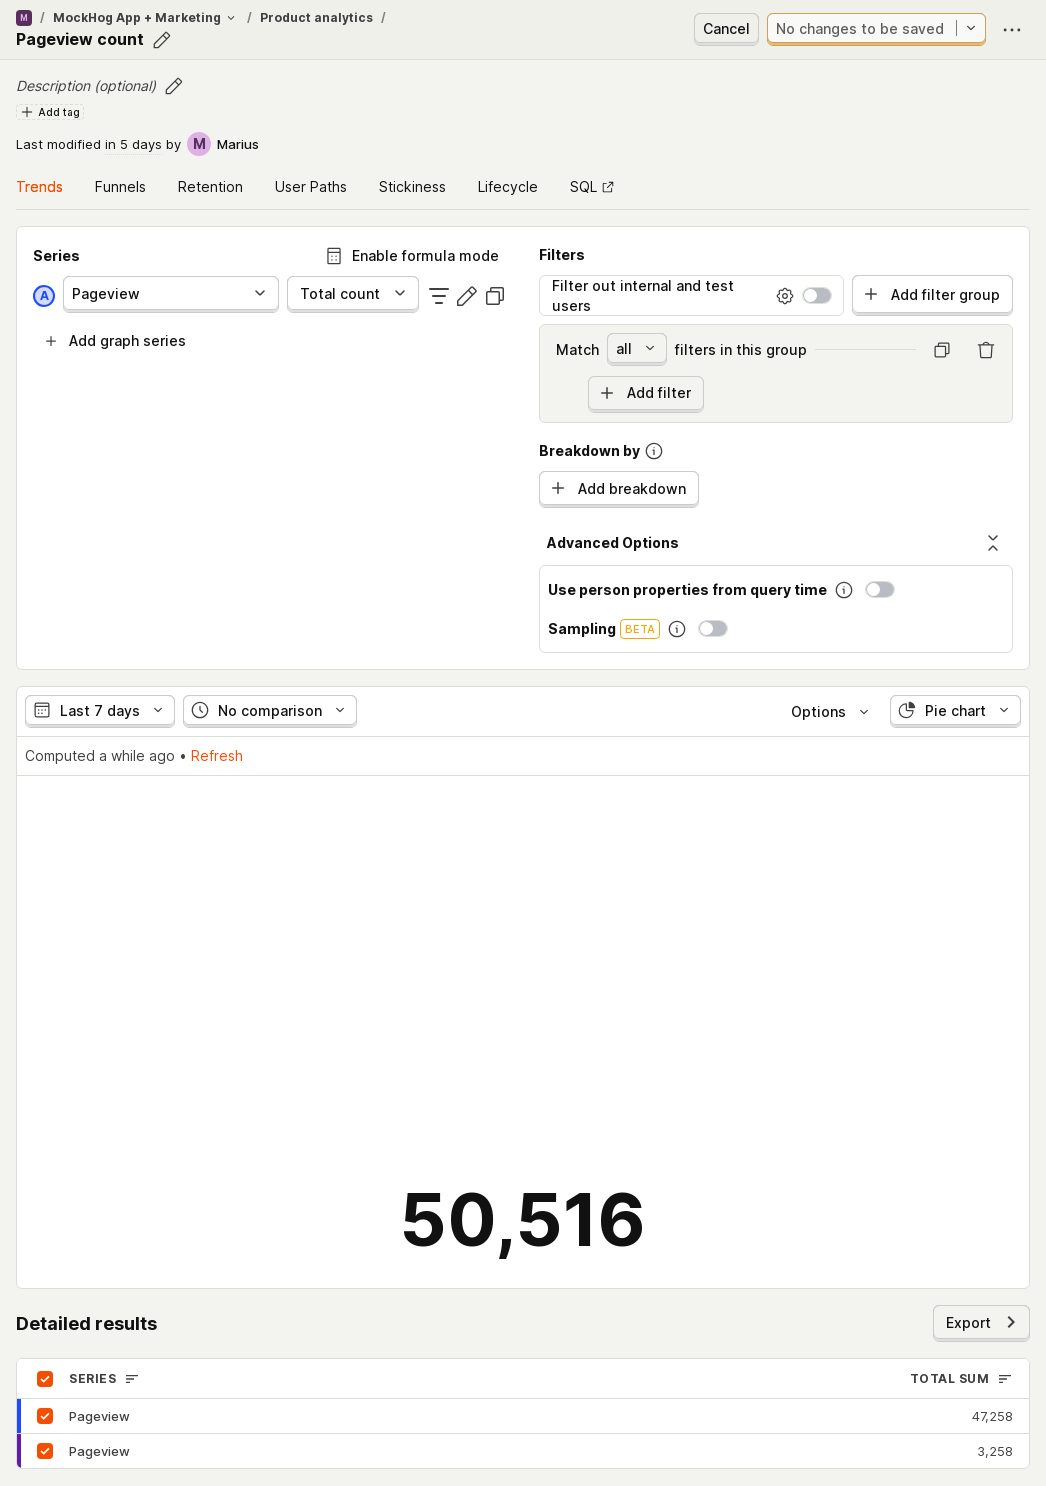 M / MockHog App + Marketing / Product analytics /
Pageview count
Cancel
No changes to be saved
Description (optional)
Add tag
Last modified in 5 days by M Marius
Trends Funnels Retention User Paths Stickiness Lifecycle SQL
Series
Enable formula mode
A Pageview Total count
Add graph series
Filters
Filter out internal and test
users
Add filter group
Match all filters in this group
Add filter
Breakdown by
Add breakdown
Advanced Options
Use person properties from query time
Sampling BETA
Last 7 days No comparison Options Pie chart
Computed a while ago • Refresh
50,516
Detailed results
Export
SERIES TOTAL SUM
Pageview 47,258
Pageview 3,258